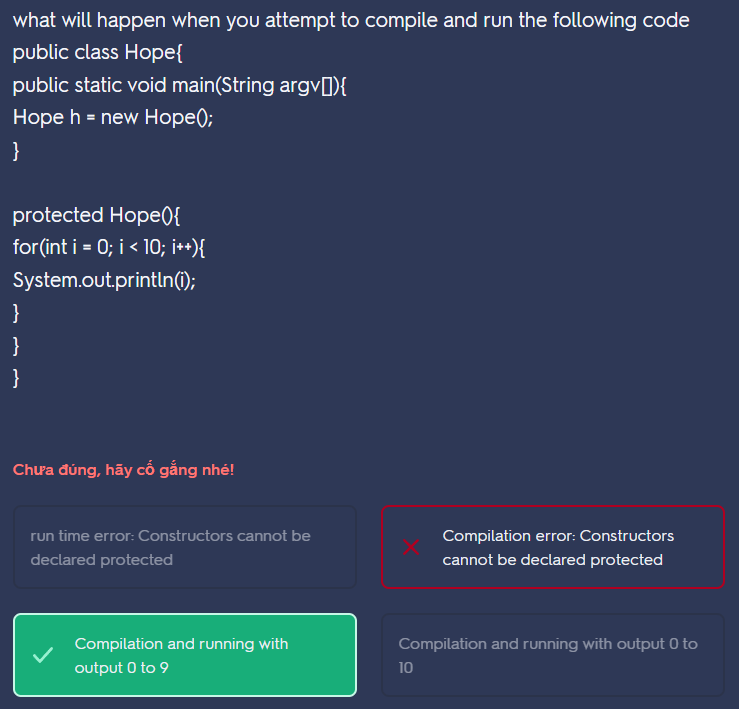 what will happen when you attempt to compile and run the following code
public class Hope{
public static void main(String argv[]){
Hope h = new Hope();
}
protected Hope(){
for(int i = 0; i < 10; i++){
System.out.println(i);
}
}
}
Chưa đúng, hãy cố gắng nhé!
run time error: Constructors cannot be
declared protected
Compilation error: Constructors
cannot be declared protected
Compilation and running with
output 0 to 9
Compilation and running with output 0 to
10